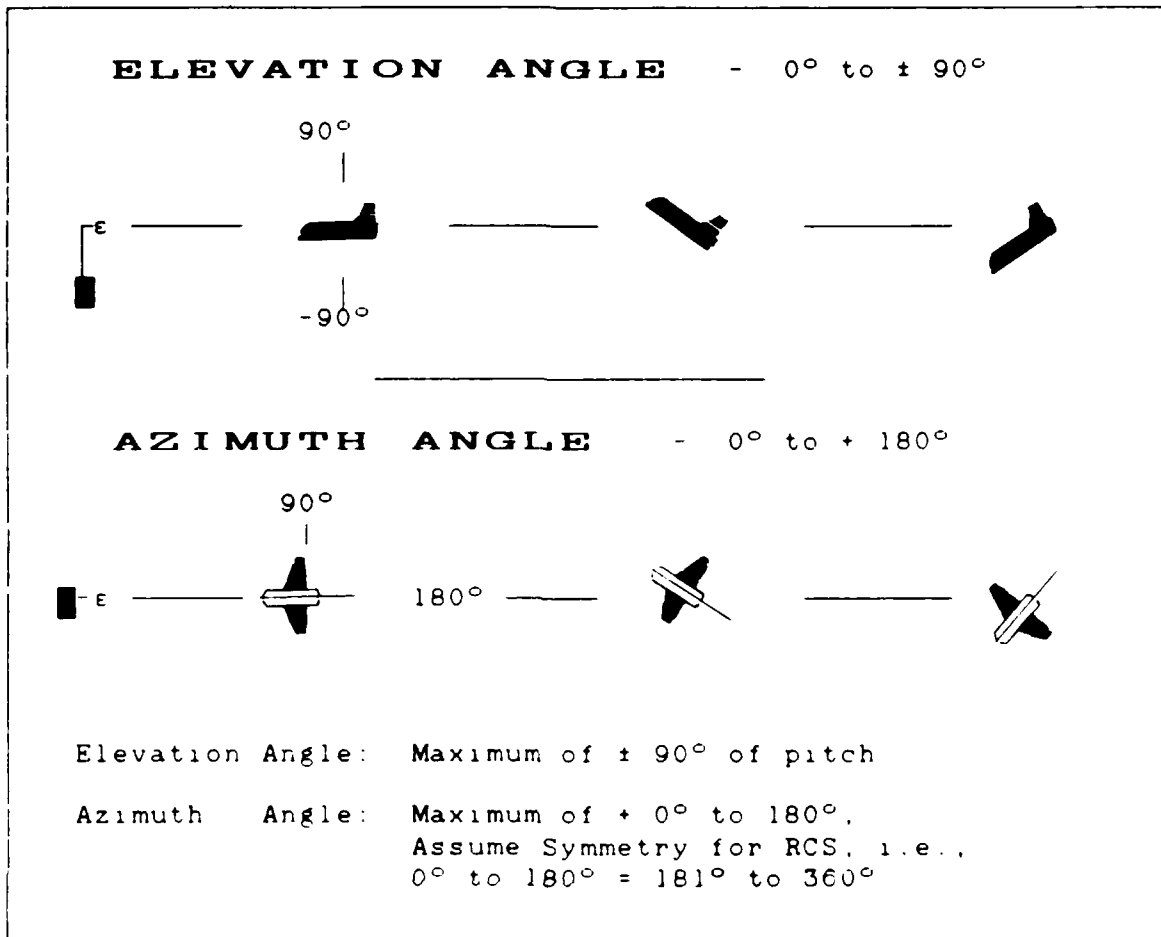 ELEVATION ANGLE - 0° to ± 90°
90°
ε
-90°
AZIMUTH ANGLE - 0° to + 180°
90°
ε 180°
Elevation Angle: Maximum of ± 90° of pitch
Azimuth Angle: Maximum of + 0° to 180°,
Assume Symmetry for RCS, i.e.,
0° to 180° = 181° to 360°